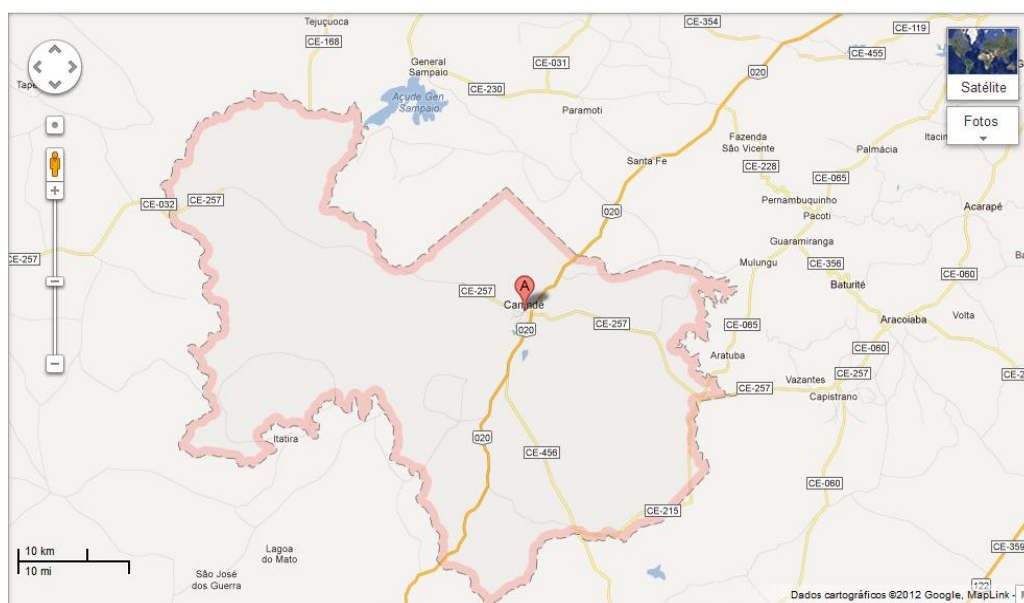 Tejuçuoca
CE-354
CE-119
CE-168
CE-455
General
Sampaio
CE-031
020
Satélite
Açude Gen
Sampaio
CE-230
Paramoti
Fotos
Fazenda
São Vicente
Palmácia
Santa Fe
CE-228
CE-065
Pernambuquinho
Pacoti
CE-257
CE-032
020
Acarapé
Guaramiranga
CE-257
Mulungu
CE-356
CE-060
Baturité
A
CE-257
Canindé
Volta
Aracoiaba
020
CE-257
CE-065
CE-060
Aratuba
CE-257
CE-257
Vazantes
Capistrano
Itatira
020
CE-456
CE-060
CE-215
10 km
10 mi
Lagoa
do Mato
CE-359
São José
dos Guerra
122
Dados cartográficos ©2012 Google, MapLink -